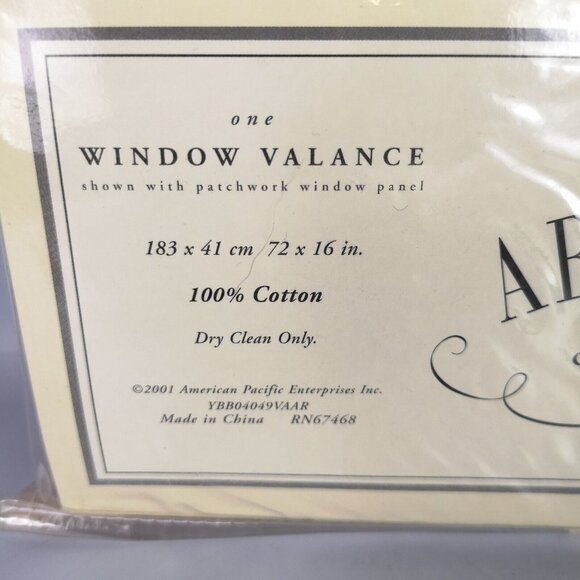 one
WINDOW VALANCE
shown with patchwork window panel
183 x 41 cm 72 x 16 in.
100% Cotton
Dry Clean Only.
©2001 American Pacific Enterprises Inc.
YBB04049VAAR
Made in China RN67468